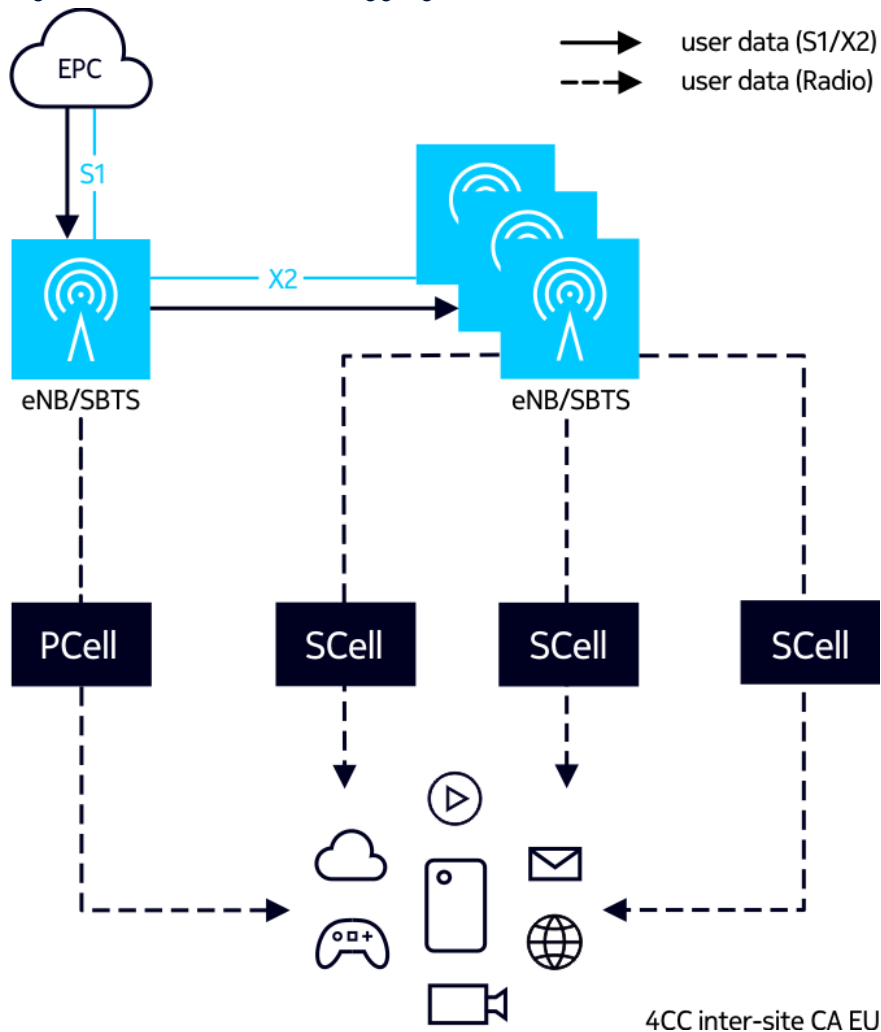 EPC
user data (S1/X2)
user data (Radio)
S1
X2
eNB/SBTS
eNB/SBTS
PCell
SCell
SCell
SCell
4CC inter-site CA EU